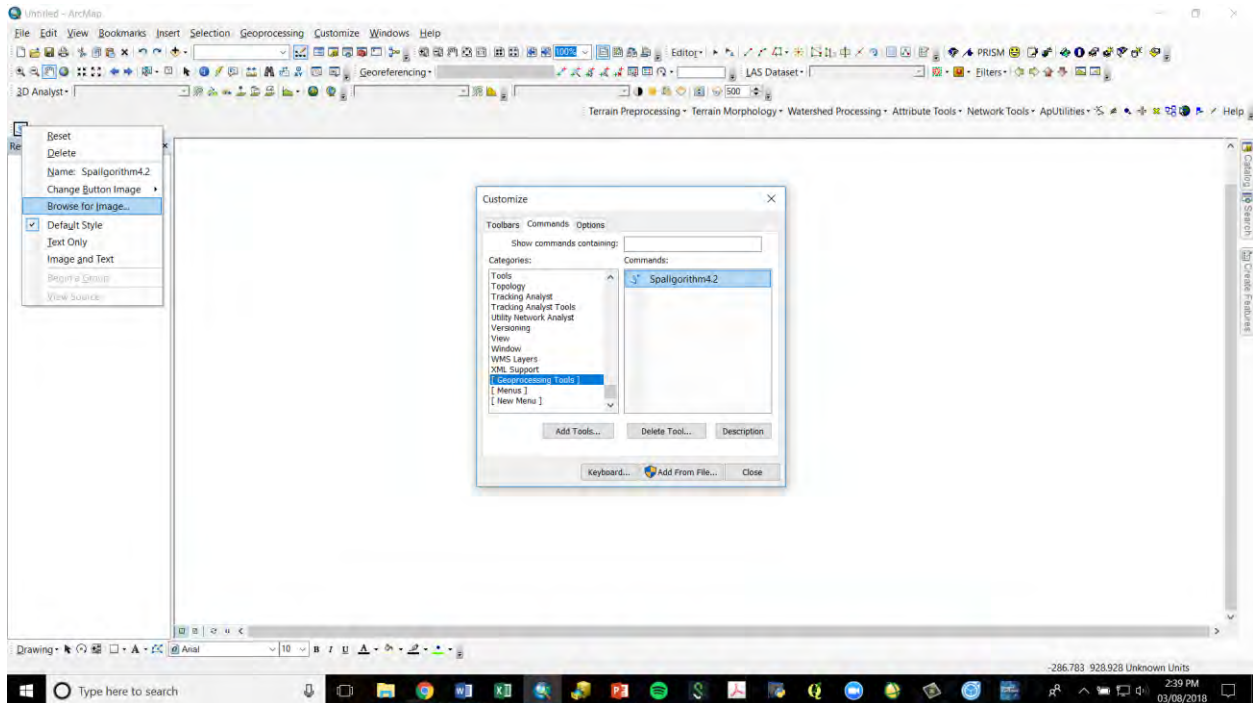 Untitled - ArcMap
File Edit View Bookmarks Insert Selection Geoprocessing Customize Windows Help
100% Editor PRISM
Georeferencing LAS Dataset Filters
3D Analyst 500
Terrain Preprocessing Terrain Morphology Watershed Processing Attribute Tools Network Tools ApUtilities Help
Reset
Delete
Name: Spallgorithm4.2
Change Button Image
Browse for Image...
Default Style
Text Only
Image and Text
Begin a Group
View Source
Customize
Toolbars Commands Options
Show commands containing:
Categories: Commands:
Tools
Topology
Tracking Analyst
Tracking Analyst Tools
Utility Network Analyst
Versioning
View
Window
WMS Layers
XML Support
[ Geoprocessing Tools ]
[ Menus ]
[ New Menu ]
Spallgorithm4.2
Add Tools... Delete Tool... Description
Keyboard... Add From File... Close
Catalog
Search
Create Features
Drawing A Arial 10 B I U A
-286.783 928.928 Unknown Units
Type here to search
2:39 PM
03/08/2018